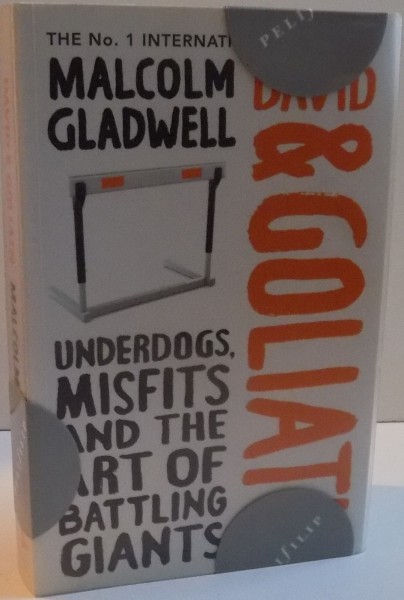 THE No. 1 INTERNATI
MALCOLM
GLADWELL
DAVID
& GOLIAT
UNDERDOGS,
MISFITS
AND THE
ART OF
BATTLING
GIANTS